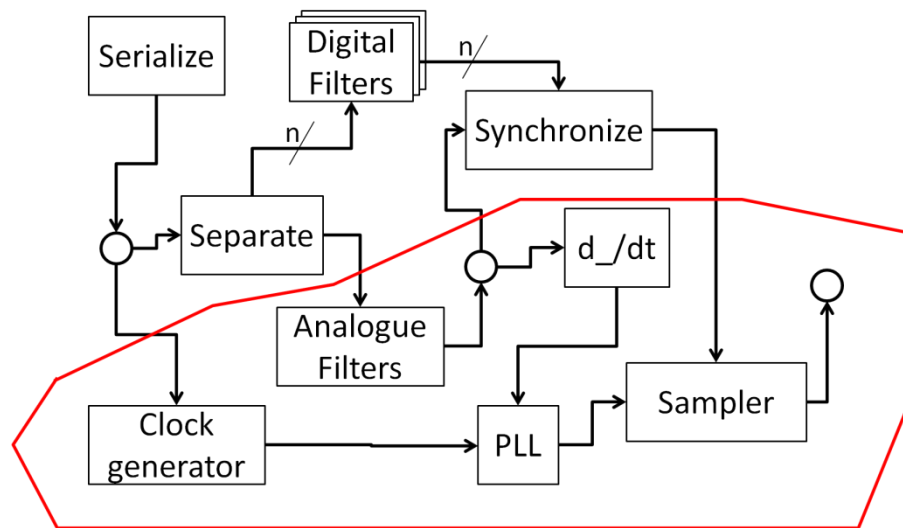 Serialize
Digital
Filters
n
Synchronize
n
Separate
d_/dt
Analogue
Filters
Sampler
Clock
generator
PLL